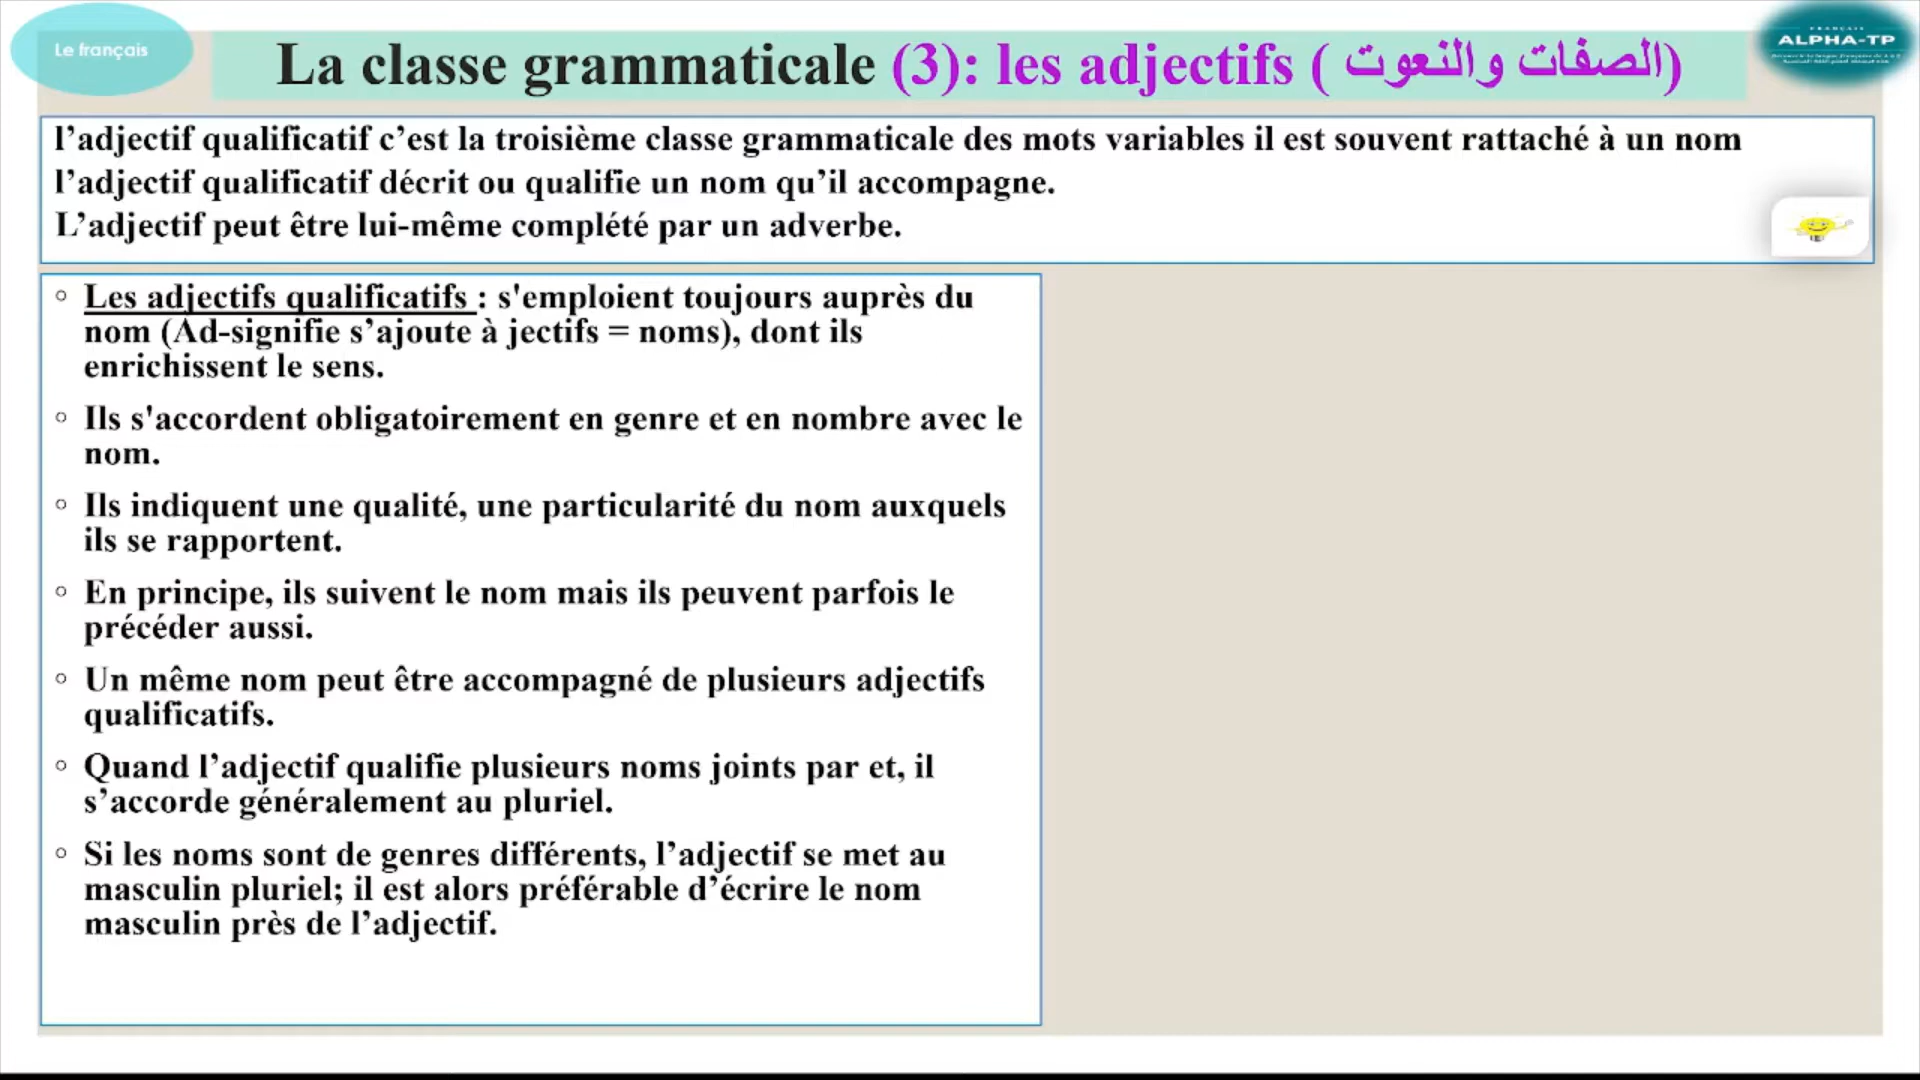 Le français
FRANÇAIS
ALPHA-TP
La classe grammaticale (3): les adjectifs ( الصفات والنعوت)
l’adjectif qualificatif c’est la troisième classe grammaticale des mots variables il est souvent rattaché à un nom
l’adjectif qualificatif décrit ou qualifie un nom qu’il accompagne.
L’adjectif peut être lui-même complété par un adverbe.
◦ Les adjectifs qualificatifs : s'emploient toujours auprès du
nom (Ad-signifie s’ajoute à jectifs = noms), dont ils
enrichissent le sens.
◦ Ils s'accordent obligatoirement en genre et en nombre avec le
nom.
◦ Ils indiquent une qualité, une particularité du nom auxquels
ils se rapportent.
◦ En principe, ils suivent le nom mais ils peuvent parfois le
précéder aussi.
◦ Un même nom peut être accompagné de plusieurs adjectifs
qualificatifs.
◦ Quand l’adjectif qualifie plusieurs noms joints par et, il
s’accorde généralement au pluriel.
◦ Si les noms sont de genres différents, l’adjectif se met au
masculin pluriel; il est alors préférable d’écrire le nom
masculin près de l’adjectif.